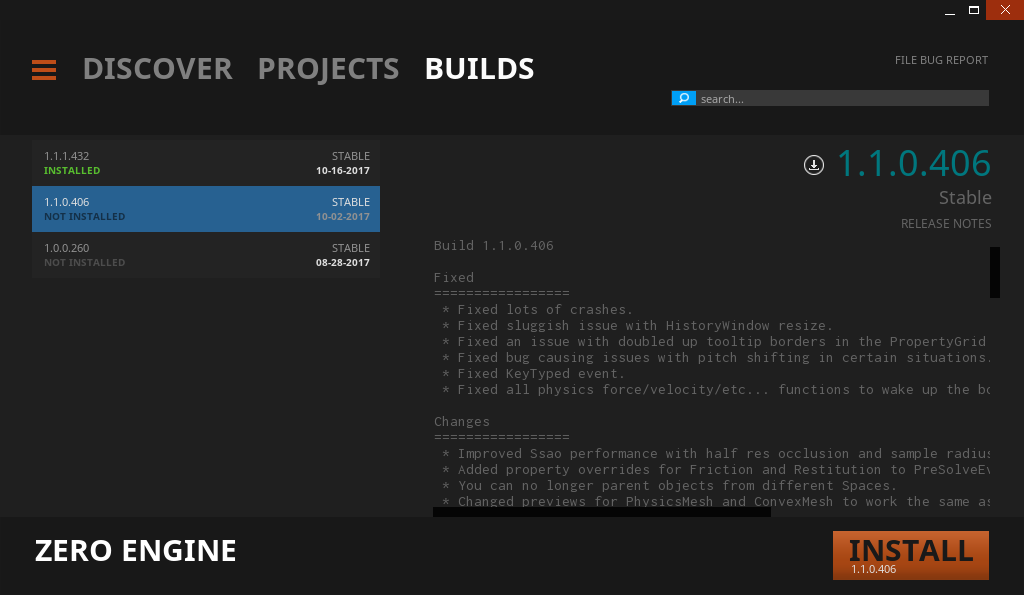 DISCOVER PROJECTS BUILDS
FILE BUG REPORT
search...
1.1.1.432 STABLE
INSTALLED 10-16-2017
1.1.0.406 STABLE
NOT INSTALLED 10-02-2017
1.0.0.260 STABLE
NOT INSTALLED 08-28-2017
1.1.0.406
Stable
RELEASE NOTES
Build 1.1.0.406
Fixed
=================
* Fixed lots of crashes.
* Fixed sluggish issue with HistoryWindow resize.
* Fixed an issue with doubled up tooltip borders in the PropertyGrid
* Fixed bug causing issues with pitch shifting in certain situations.
* Fixed KeyTyped event.
* Fixed all physics force/velocity/etc... functions to wake up the
Changes
=================
* Improved Ssao performance with half res occlusion and sample radius
* Added property overrides for Friction and Restitution to
* You can no longer parent objects from different Spaces.
* Changed previews for PhysicsMesh and ConvexMesh to work the same as
ZERO ENGINE
INSTALL
1.1.0.406